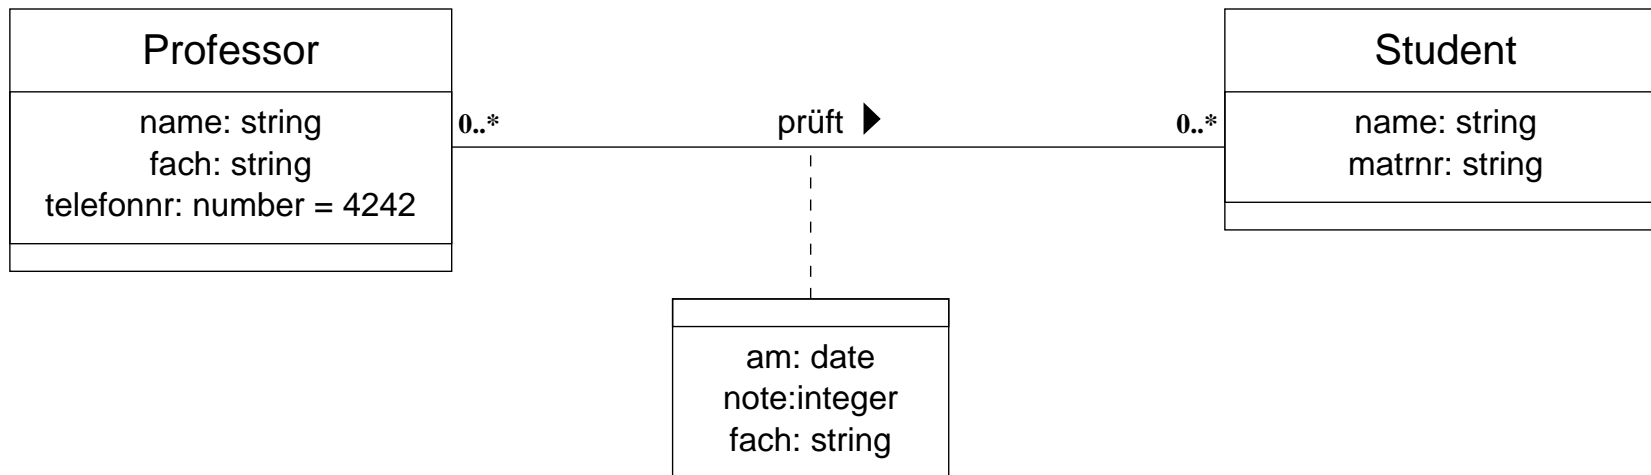 Professor
name: string
fach: string
telefonnr: number = 4242
0..*
prüft
0..*
Student
name: string
matrnr: string
am: date
note:integer
fach: string